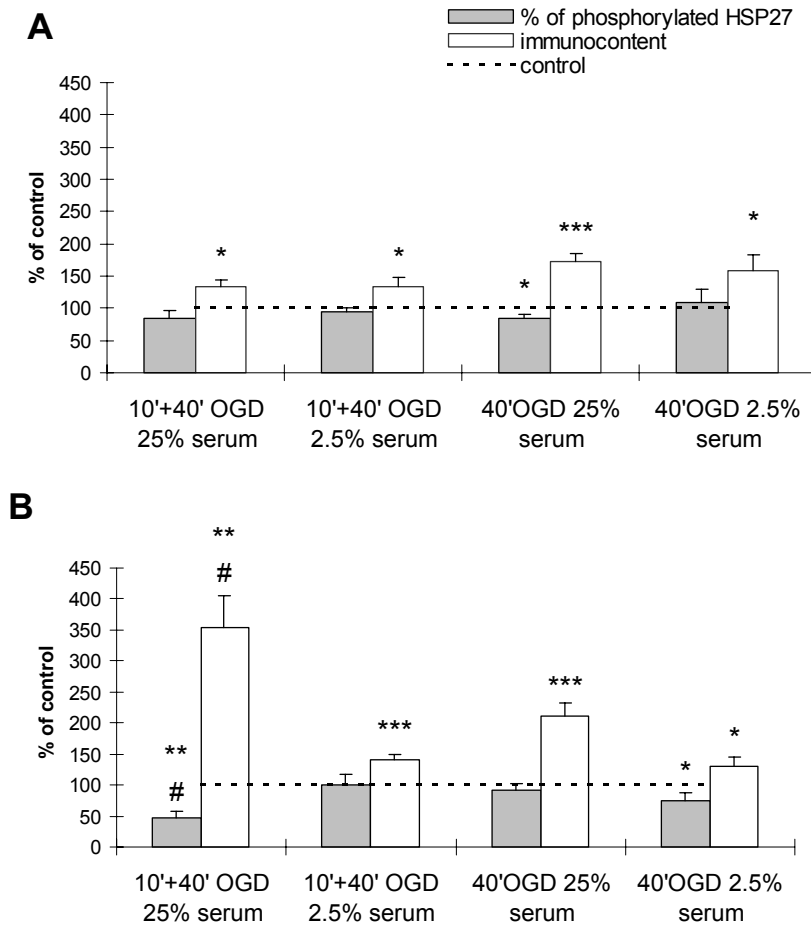 A
% of phosphorylated HSP27
immunocontent
control
% of control
450
400
350
300
250
200
150
100
50
0
*
*
*
***
*
10'+40' OGD
25% serum
10'+40' OGD
2.5% serum
40'OGD 25%
serum
40'OGD 2.5%
serum
B
% of control
450
400
350
300
250
200
150
100
50
0
**
#
**
#
***
***
*
*
10'+40' OGD
25% serum
10'+40' OGD
2.5% serum
40'OGD 25%
serum
40'OGD 2.5%
serum